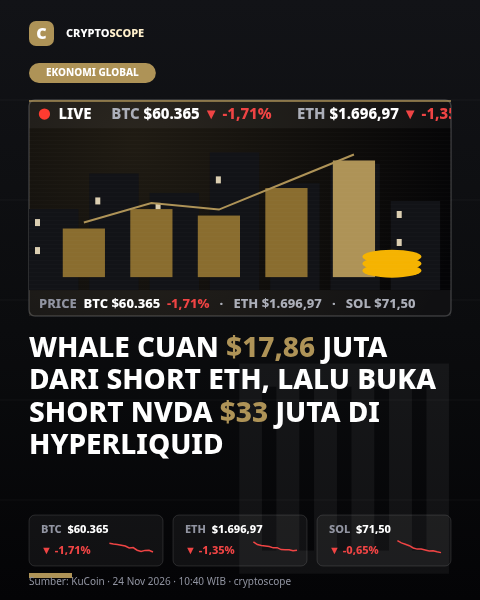 C CRYPTOSCOPE
EKONOMI GLOBAL
LIVE BTC $60.365 ▼ -1,71% ETH $1.696,97 ▼ -1,35
PRICE BTC $60.365 -1,71% · ETH $1.696,97 · SOL $71,50
WHALE CUAN $17,86 JUTA
DARI SHORT ETH, LALU BUKA
SHORT NVDA $33 JUTA DI
HYPERLIQUID
BTC $60.365
▼ -1,71%
ETH $1.696,97
▼ -1,35%
SOL $71,50
▼ -0,65%
Sumber: KuCoin · 24 Nov 2026 · 10:40 WIB · cryptoscope